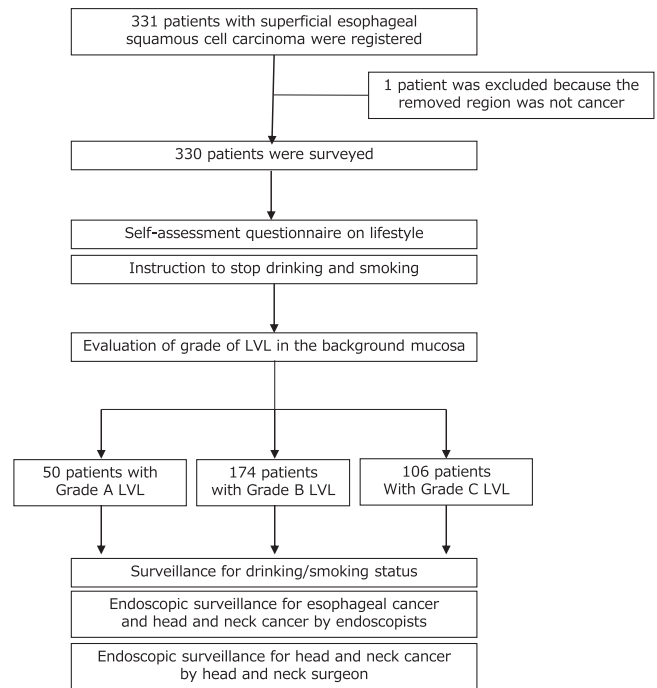 331 patients with superficial esophageal
squamous cell carcinoma were registered
1 patient was excluded because the
removed region was not cancer
330 patients were surveyed
Self-assessment questionnaire on lifestyle
Instruction to stop drinking and smoking
Evaluation of grade of LVL in the background mucosa
50 patients with
Grade A LVL
174 patients
with Grade B LVL
106 patients
With Grade C LVL
Surveillance for drinking/smoking status
Endoscopic surveillance for esophageal cancer
and head and neck cancer by endoscopists
Endoscopic surveillance for head and neck cancer
by head and neck surgeon